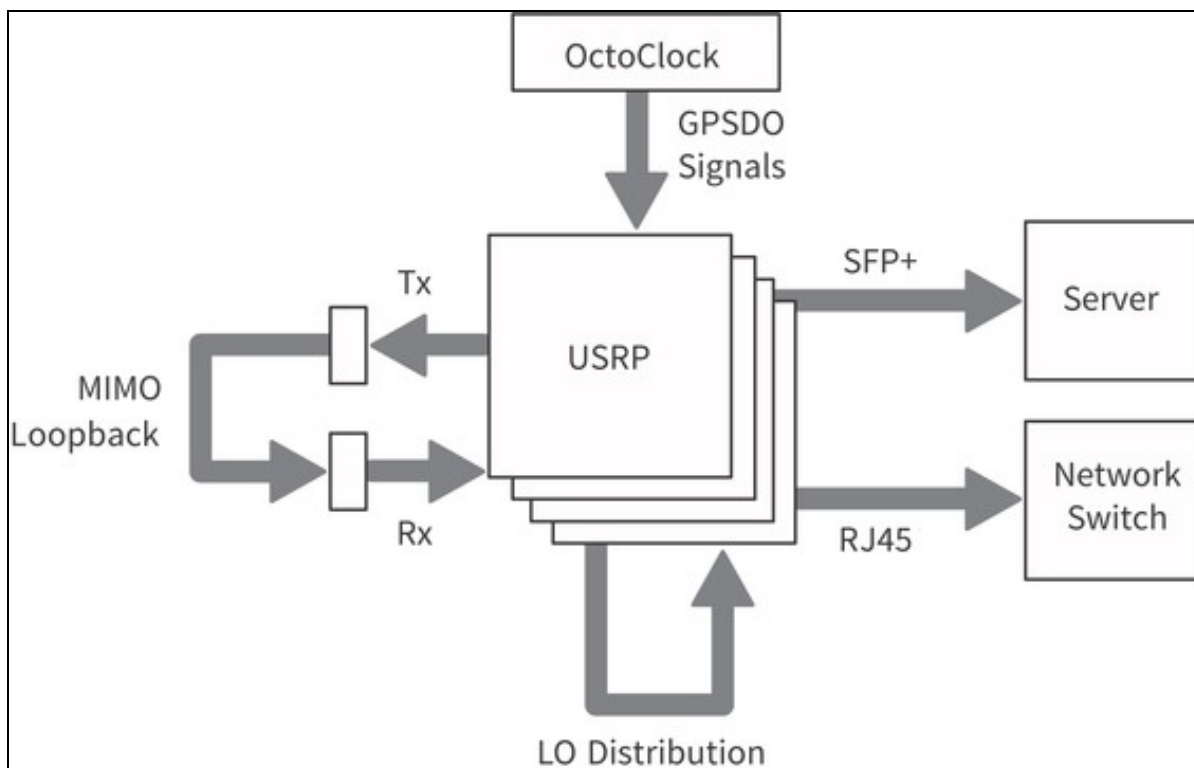 OctoClock
GPSDO
Signals
SFP+
Server
Tx
USRP
MIMO
Loopback
Rx
Network
Switch
RJ45
LO Distribution